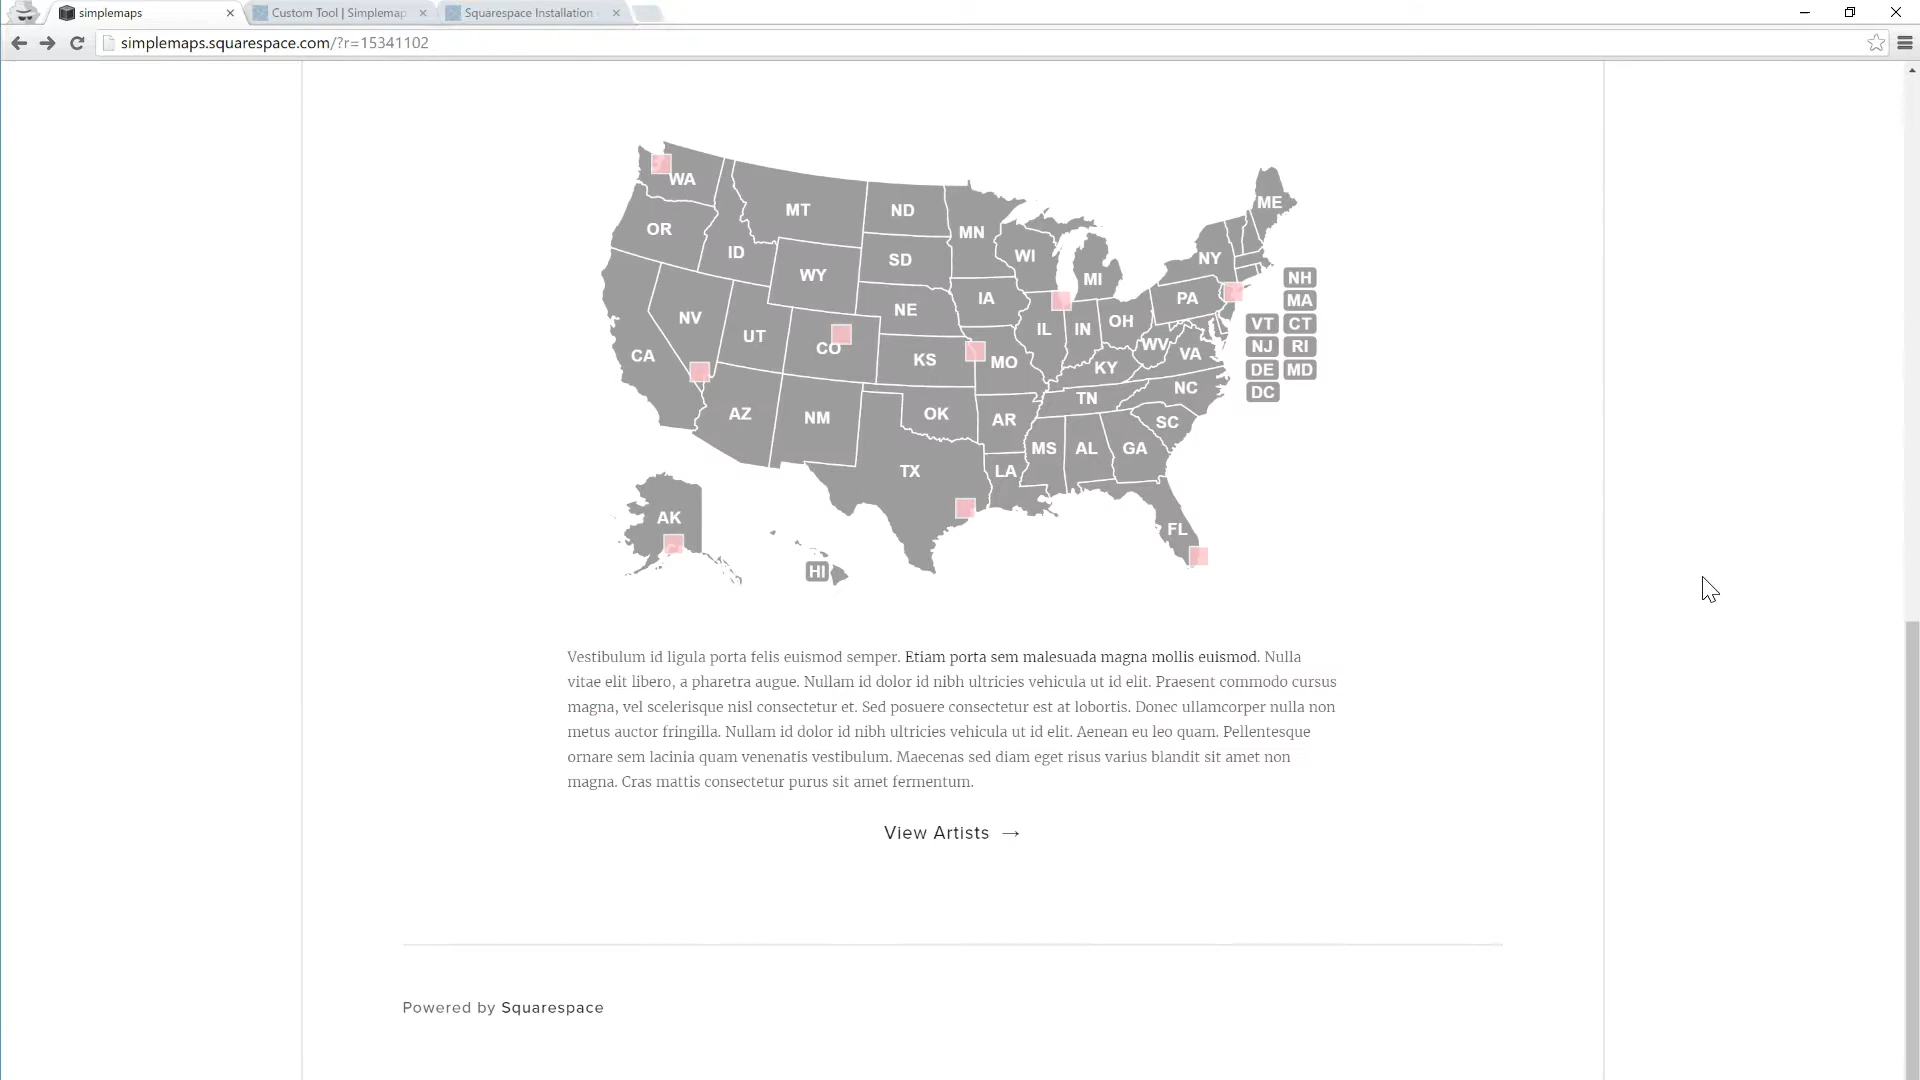 simplemaps
Custom Tool | Simplemap
Squarespace Installation
simplemaps.squarespace.com/?r=15341102
WA
MT
ND
MN
ME
OR
ID
SD
WI
NY
WY
MI
NH
NV
UT
NE
IA
PA
MA
CO
KS
IL
IN
OH
VT
CT
CA
MO
WV
VA
NJ
RI
KY
DE
MD
AZ
NM
OK
AR
TN
NC
DC
SC
TX
LA
MS
AL
GA
AK
FL
HI
Vestibulum id ligula porta felis euismod semper. Etiam porta sem malesuada magna mollis euismod. Nulla
vitae elit libero, a pharetra augue. Nullam id dolor id nibh ultricies vehicula ut id elit. Praesent commodo cursus
magna, vel scelerisque nisl consectetur et. Sed posuere consectetur est at lobortis. Donec ullamcorper nulla non
metus auctor fringilla. Nullam id dolor id nibh ultricies vehicula ut id elit. Aenean eu leo quam. Pellentesque
ornare sem lacinia quam venenatis vestibulum. Maecenas sed diam eget risus varius blandit sit amet non
magna. Cras mattis consectetur purus sit amet fermentum.
View Artists →
Powered by Squarespace